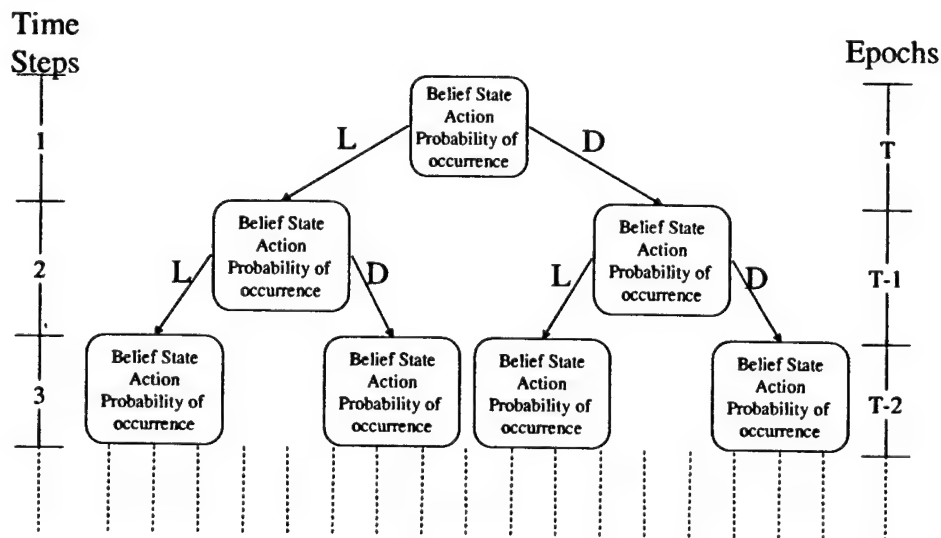 Time
Steps
Epochs
Belief State
Action
Probability of
occurrence
1
L
D
T
Belief State
Action
Probability of
occurrence
Belief State
Action
Probability of
occurrence
2
L
D
L
D
T-1
Belief State
Action
Probability of
occurrence
Belief State
Action
Probability of
occurrence
Belief State
Action
Probability of
occurrence
Belief State
Action
Probability of
occurrence
3
T-2